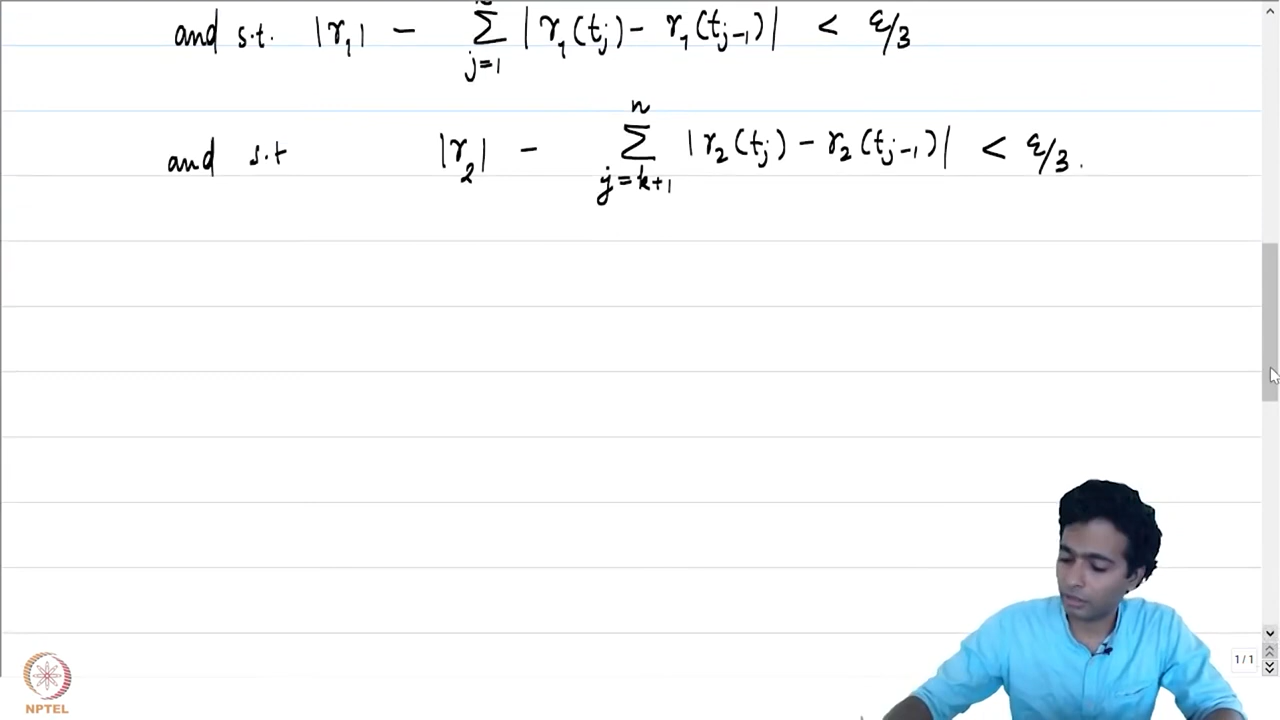 and s.t. |γ₁| - Σ_{j=1} |γ₁(t_j) - γ₁(t_{j-1})| < ε/3
and s.t |γ₂| - Σ_{j=k+1}^{n} |γ₂(t_j) - γ₂(t_{j-1})| < ε/3.
1/1
NPTEL